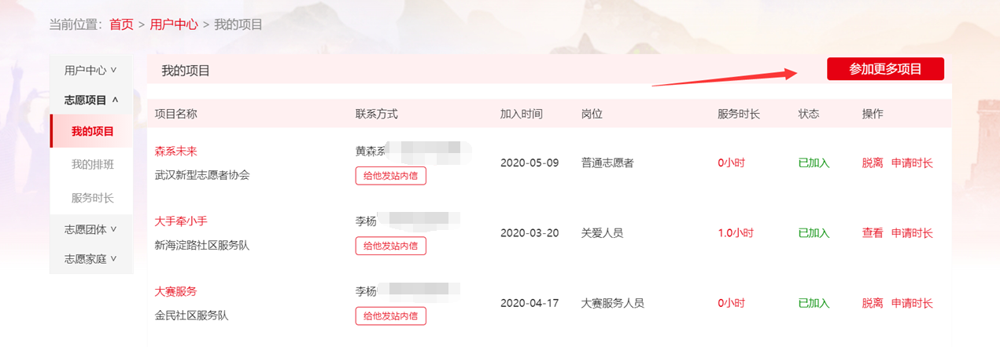 当前位置：首页 > 用户中心 > 我的项目
用户中心
志愿项目
我的项目
我的排班
服务时长
志愿团体
志愿家庭
我的项目
参加更多项目
项目名称 联系方式 加入时间 岗位 服务时长 状态 操作
森系未来
武汉新型志愿者协会
黄森系
给他发站内信
2020-05-09 普通志愿者 0小时 已加入 脱离 申请时长
大手牵小手
新海淀路社区服务队
李杨
给他发站内信
2020-03-20 关爱人员 1.0小时 已加入 查看 申请时长
大赛服务
金民社区服务队
李杨
给他发站内信
2020-04-17 大赛服务人员 0小时 已加入 脱离 申请时长